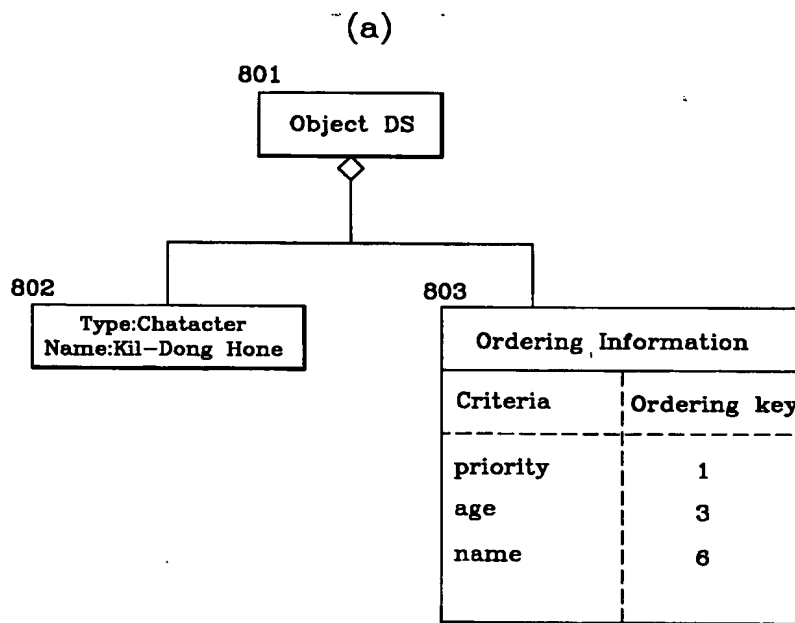 (a)
801
Object DS
802
Type:Chatacter
Name:Kil-Dong Hone
803
Ordering Information
Criteria Ordering key
priority 1
age 3
name 6